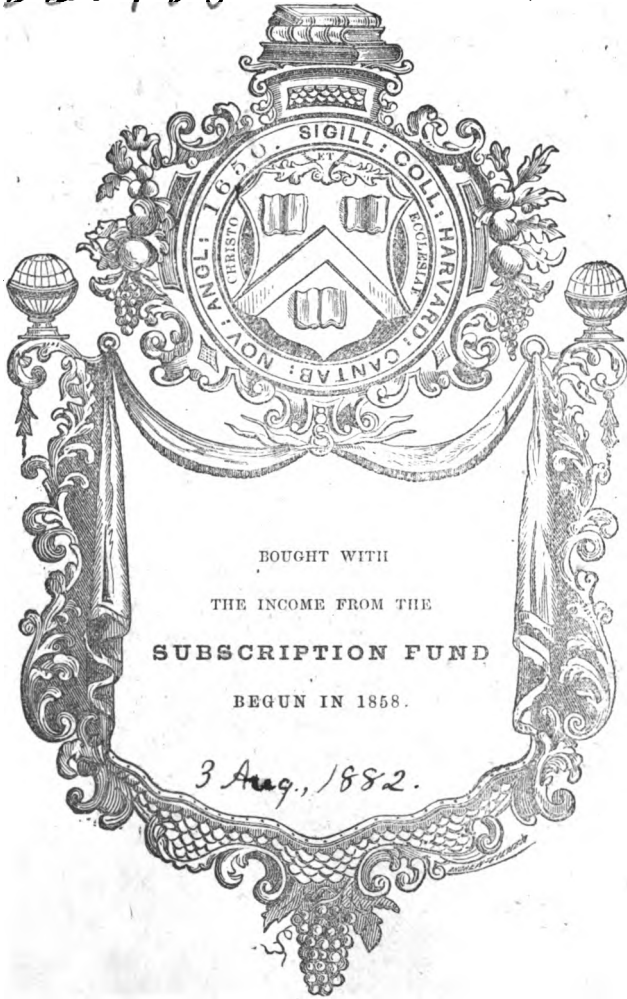 SIGILL: COLL: HARVARD: CANTAB: NOV: ANGL: 1650.
CHRISTO ET ECCLESIAE
BOUGHT WITH
THE INCOME FROM THE
SUBSCRIPTION FUND
BEGUN IN 1858.
3 Aug., 1882.